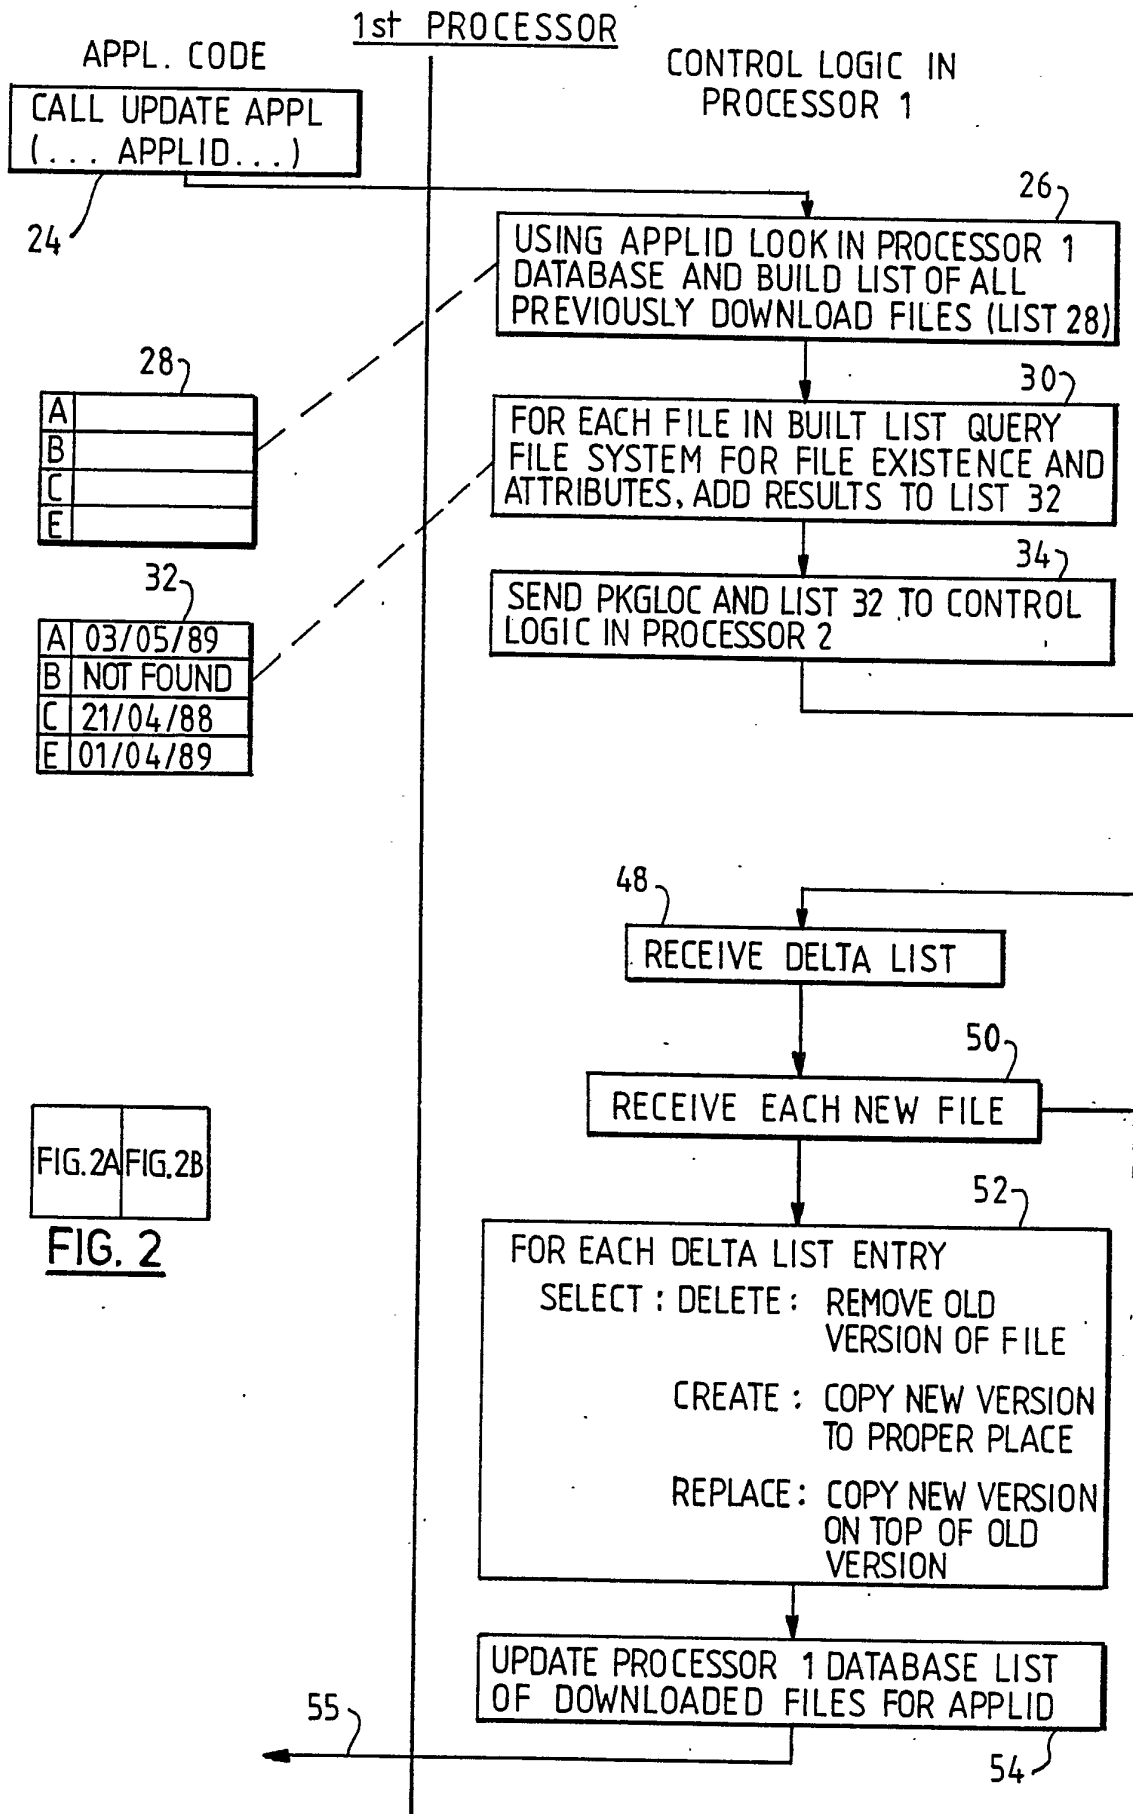 1st PROCESSOR
APPL. CODE
CONTROL LOGIC IN
PROCESSOR 1
CALL UPDATE APPL
(... APPLID...)
24
26
USING APPLID LOOK IN PROCESSOR 1
DATABASE AND BUILD LIST OF ALL
PREVIOUSLY DOWNLOAD FILES (LIST 28)
28
A
B
C
E
30
FOR EACH FILE IN BUILT LIST QUERY
FILE SYSTEM FOR FILE EXISTENCE AND
ATTRIBUTES, ADD RESULTS TO LIST 32
32
A 03/05/89
B NOT FOUND
C 21/04/88
E 01/04/89
34
SEND PKGLOC AND LIST 32 TO CONTROL
LOGIC IN PROCESSOR 2
48
RECEIVE DELTA LIST
50
RECEIVE EACH NEW FILE
FIG. 2A FIG. 2B
FIG. 2
52
FOR EACH DELTA LIST ENTRY
SELECT : DELETE : REMOVE OLD
VERSION OF FILE
CREATE : COPY NEW VERSION
TO PROPER PLACE
REPLACE : COPY NEW VERSION
ON TOP OF OLD
VERSION
UPDATE PROCESSOR 1 DATABASE LIST
OF DOWNLOADED FILES FOR APPLID
55
54